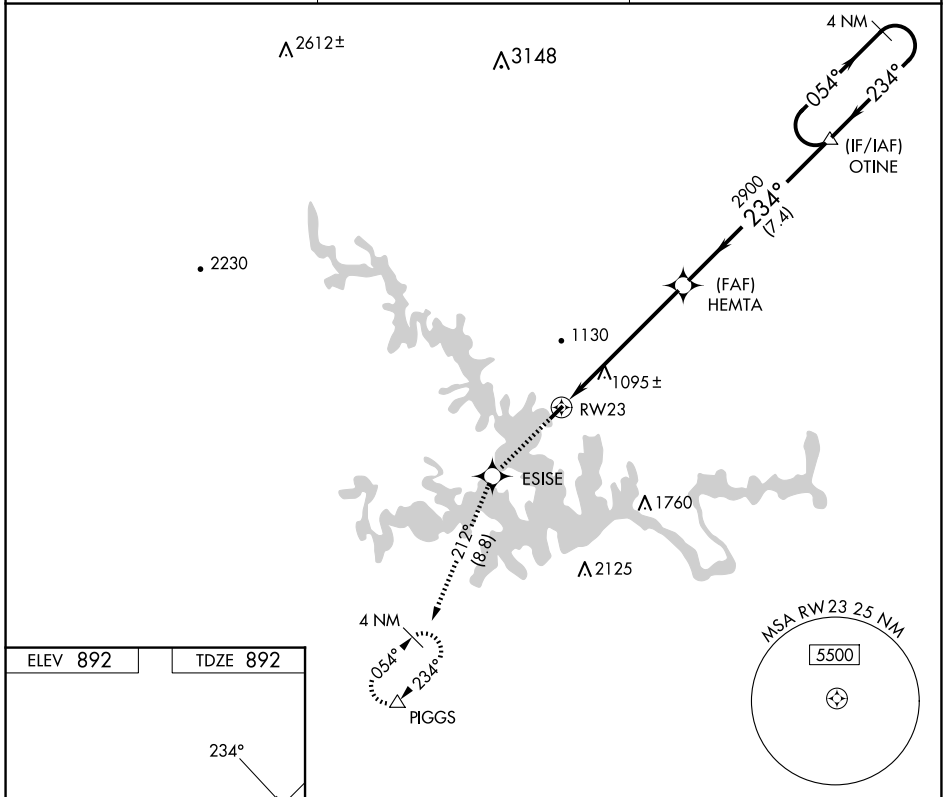 2612±
3148
4 NM
054°
234°
(IF/IAF)
OTINE
2900
234°
(7.4)
2230
(FAF)
HEMTA
1130
1095±
RW23
ESISE
1760
212°
(8.8)
2125
4 NM
054°
234°
PIGGS
MSA RW23 25 NM
5500
ELEV 892
TDZE 892
234°